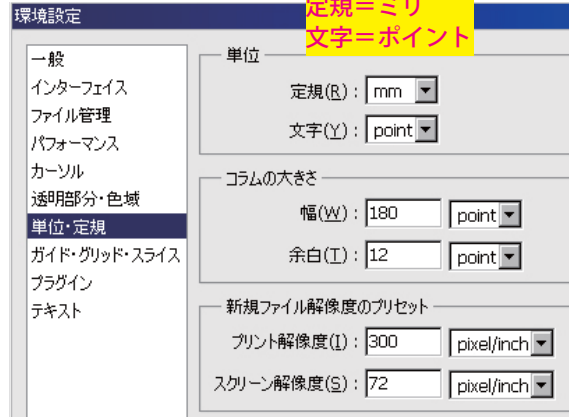 環境設定
定規＝ミリ
文字＝ポイント
一般
インターフェイス
ファイル管理
パフォーマンス
カーソル
透明部分・色域
単位・定規
ガイド・グリッド・スライス
プラグイン
テキスト
単位
定規(R) : mm
文字(Y) : point
コラムの大きさ
幅(W) : 180 point
余白(T) : 12 point
新規ファイル解像度のプリセット
プリント解像度(I) : 300 pixel/inch
スクリーン解像度(S) : 72 pixel/inch